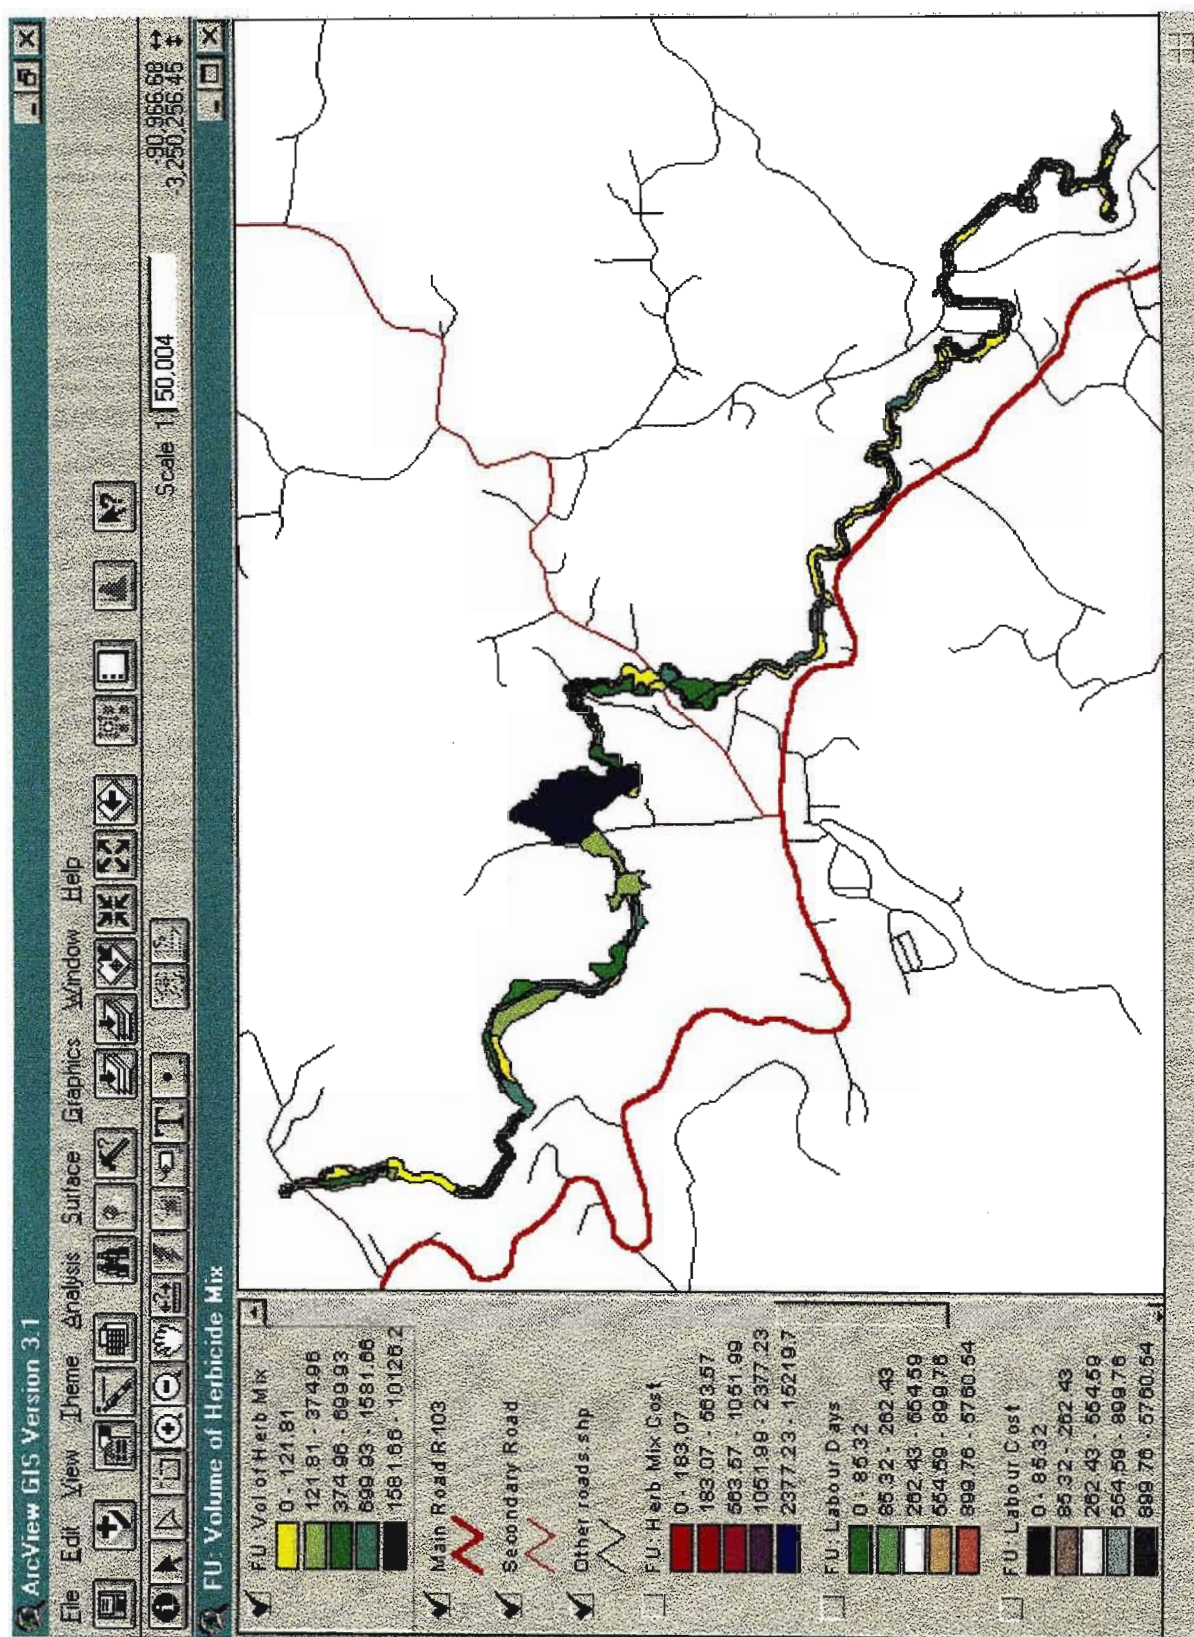 ArcView GIS Version 3.1
File Edit View Theme Analysis Surface Graphics Window Help
Scale 1: 50,004
-90,966.68
-3,250,256.45
FU: Volume of Herbicide Mix
FU: Vol of Herb Mix
0 - 121.81
121.81 - 374.96
374.96 - 699.93
699.93 - 1581.66
1581.66 - 10126.2
Main Road R103
Secondary Road
Other roads.shp
FU: Herb Mix Cost
0 - 183.07
183.07 - 563.57
563.57 - 1051.99
1051.99 - 2377.23
2377.23 - 15219.7
FU: Labour Days
0 - 85.32
85.32 - 262.43
262.43 - 554.59
554.59 - 899.76
899.76 - 5760.54
FU: Labour Cost
0 - 85.32
85.32 - 262.43
262.43 - 554.59
554.59 - 899.76
899.76 - 5760.54